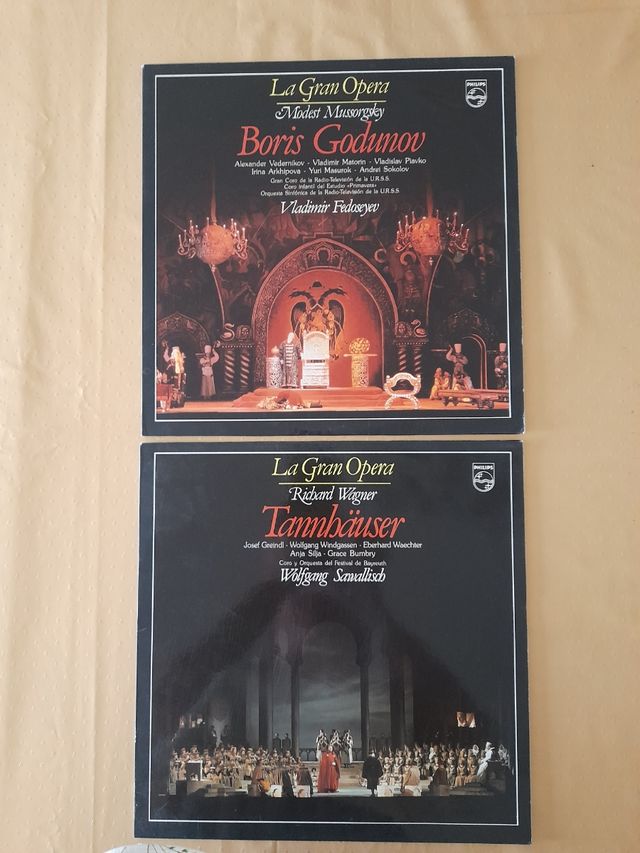 La Gran Opera
PHILIPS
Modest Mussorgsky
Boris Godunov
Alexander Vedernikov · Vladimir Matorin · Vladislav Piavko
Irina Arkhipova · Yuri Masurok · Andrei Sokolov
Gran Coro de la Radio-Televisión de la U.R.S.S.
Coro Infantil del Estudio «Primavera»
Orquesta Sinfónica de la Radio-Televisión de la U.R.S.S.
Vladimir Fedoseyev
La Gran Opera
PHILIPS
Richard Wagner
Tannhäuser
Josef Greindl · Wolfgang Windgassen · Eberhard Waechter
Anja Silja · Grace Bumbry
Coro y Orquesta del Festival de Bayreuth
Wolfgang Sawallisch